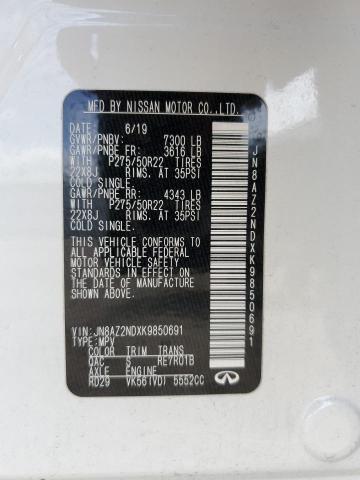 MFD BY NISSAN MOTOR CO.,LTD.
DATE: 6/19
GVWR/PNBV: 7300 LB
GAWR/PNBE FR: 3616 LB
WITH P275/50R22 TIRES
22X8J RIMS. AT 35PSI
COLD SINGLE.
GAWR/PNBE RR: 4343 LB
WITH P275/50R22 TIRES
22X8J RIMS. AT 35PSI
COLD SINGLE.
THIS VEHICLE CONFORMS TO
ALL APPLICABLE FEDERAL
MOTOR VEHICLE SAFETY
STANDARDS IN EFFECT ON
THE DATE OF MANUFACTURE
SHOWN ABOVE.
VIN: JN8AZ2NDXK9850691
TYPE: MPV
COLOR TRIM TRANS
QAC S RE7R01B
AXLE ENGINE
RD29 VK56(VD) 5552CC
JN8AZ2NDXK9850691
INFINITI